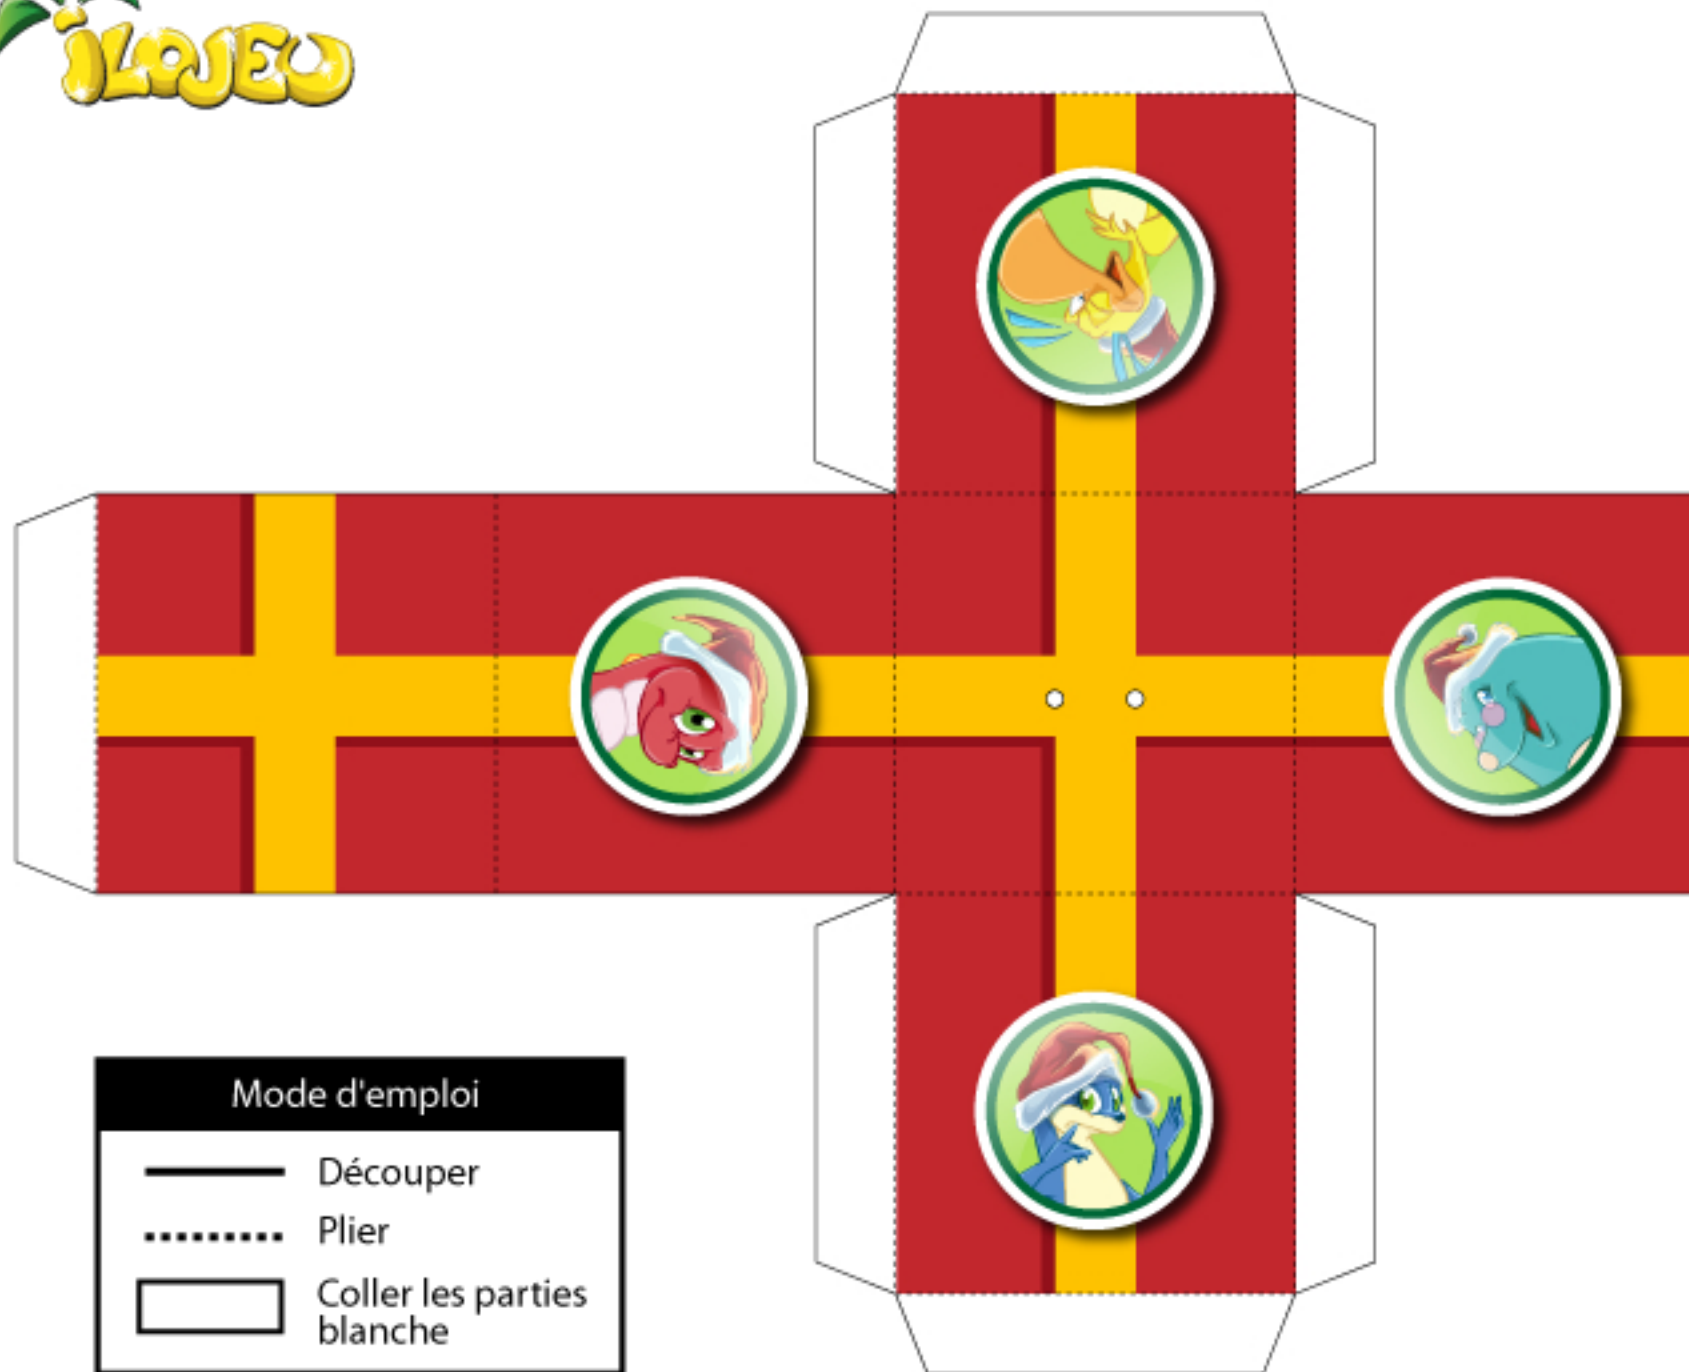 iLOJEU
Mode d'emploi
Découper
Plier
Coller les parties
blanche